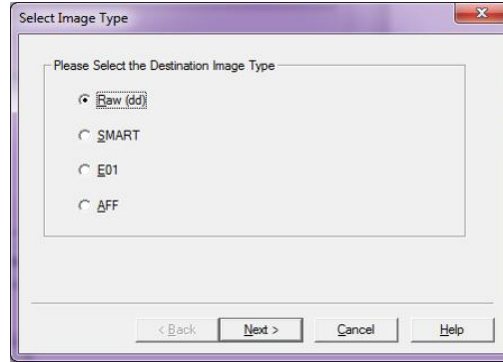 Select Image Type
Please Select the Destination Image Type
Raw (dd)
SMART
E01
AFF
< Back Next > Cancel Help